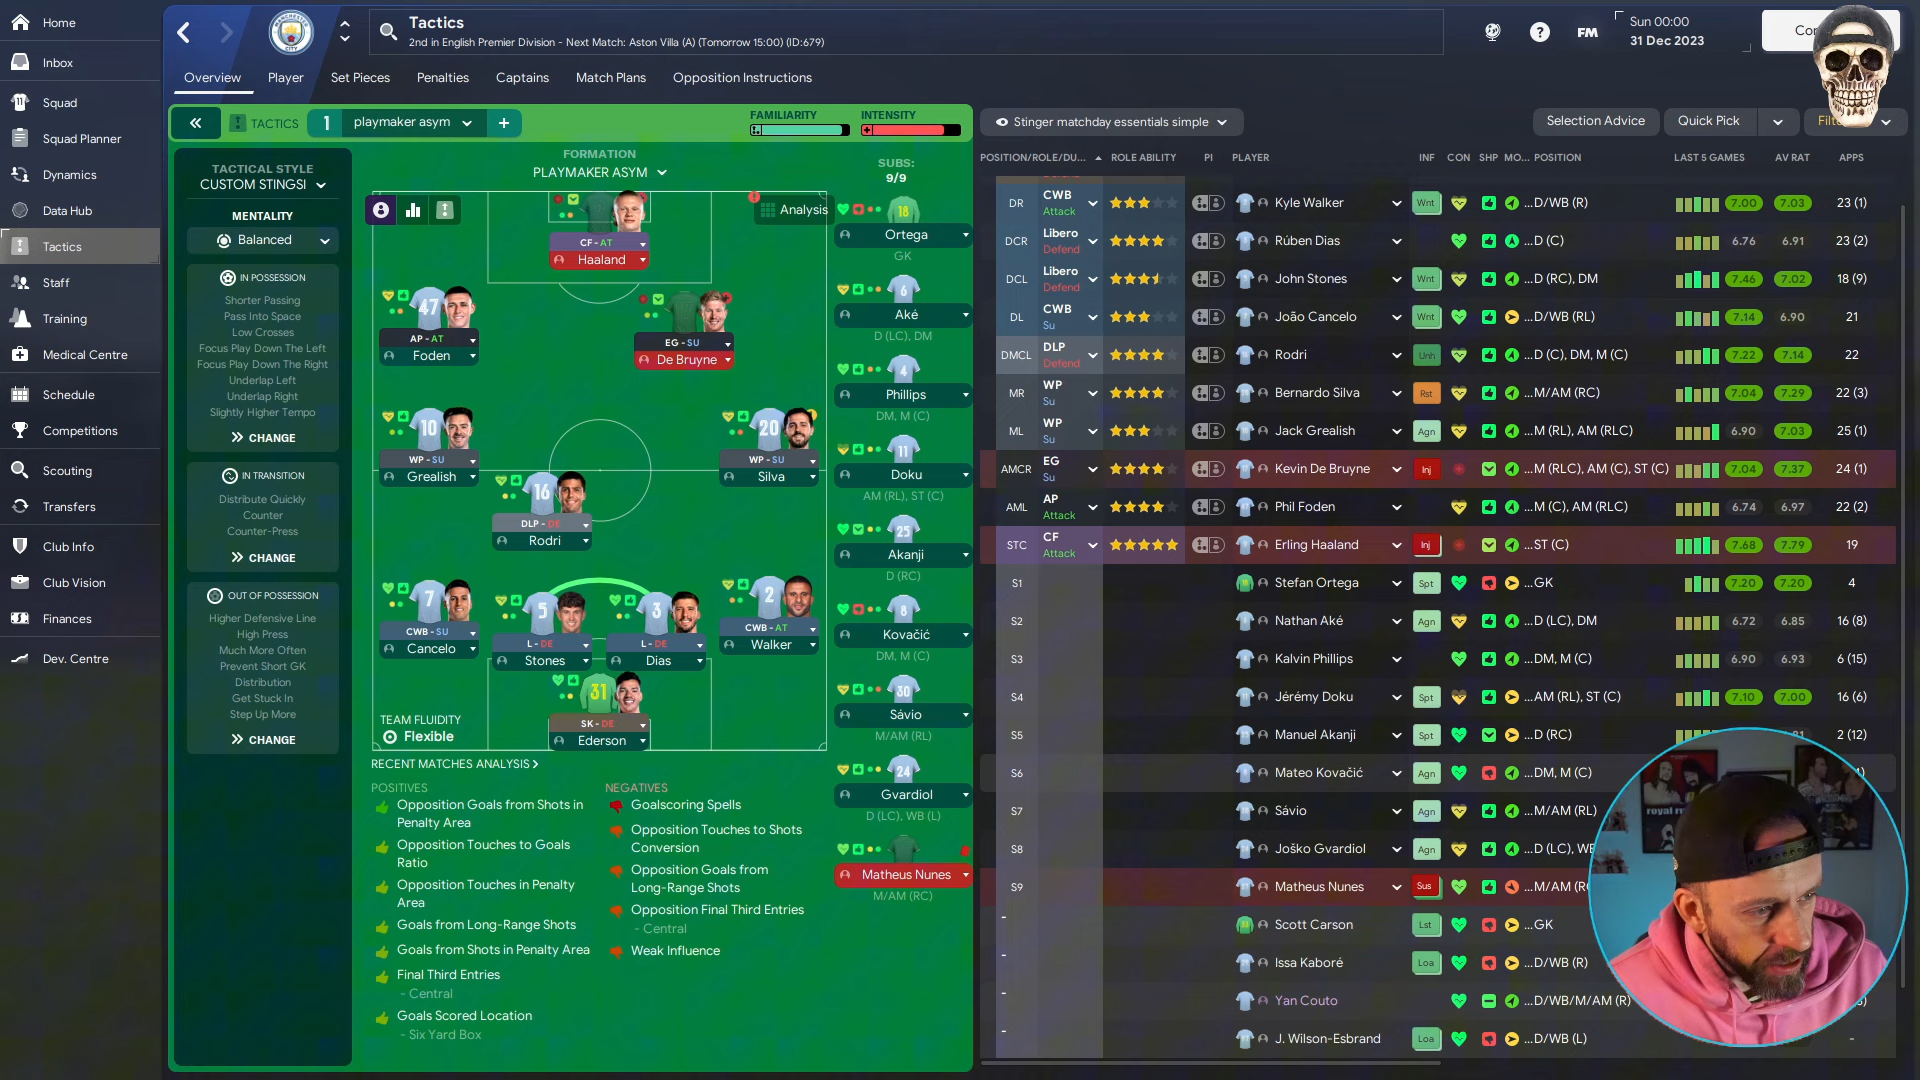 Home
Inbox
Squad
Squad Planner
Dynamics
Data Hub
Tactics
Staff
Training
Medical Centre
Schedule
Competitions
Scouting
Transfers
Club Info
Club Vision
Finances
Dev. Centre
Tactics
2nd in English Premier Division - Next Match: Aston Villa (A) (Tomorrow 15:00) (ID:679)
FM
Sun 00:00
31 Dec 2023
Overview
Player
Set Pieces
Penalties
Captains
Match Plans
Opposition Instructions
TACTICS
1
playmaker asym
FAMILIARITY
INTENSITY
TACTICAL STYLE
CUSTOM STINGSI
MENTALITY
Balanced
IN POSSESSION
Shorter Passing
Pass Into Space
Low Crosses
Focus Play Down The Left
Focus Play Down The Right
Underlap Left
Underlap Right
Slightly Higher Tempo
CHANGE
IN TRANSITION
Distribute Quickly
Counter
Counter-Press
CHANGE
OUT OF POSSESSION
Higher Defensive Line
High Press
Much More Often
Prevent Short GK
Distribution
Get Stuck In
Step Up More
CHANGE
FORMATION
PLAYMAKER ASYM
SUBS:
9/9
Analysis
CF - AT
Haaland
47
AP - AT
Foden
EG - SU
De Bruyne
10
WP - SU
Grealish
20
WP - SU
Silva
16
DLP - DE
Rodri
7
CWB - SU
Cancelo
5
L - DE
Stones
3
L - DE
Dias
2
CWB - AT
Walker
31
SK - DE
Ederson
TEAM FLUIDITY
Flexible
18
Ortega
GK
6
Aké
D (LC), DM
4
Phillips
DM, M (C)
11
Doku
AM (RL), ST (C)
25
Akanji
D (RC)
8
Kovačić
DM, M (C)
30
Sávio
M/AM (RL)
24
Gvardiol
D (LC), WB (L)
Matheus Nunes
M/AM (RC)
RECENT MATCHES ANALYSIS
POSITIVES
Opposition Goals from Shots in
Penalty Area
Opposition Touches to Goals
Ratio
Opposition Touches in Penalty
Area
Goals from Long-Range Shots
Goals from Shots in Penalty Area
Final Third Entries
- Central
Goals Scored Location
- Six Yard Box
NEGATIVES
Goalscoring Spells
Opposition Touches to Shots
Conversion
Opposition Goals from
Long-Range Shots
Opposition Final Third Entries
- Central
Weak Influence
Stinger matchday essentials simple
Selection Advice
Quick Pick
POSITION/ROLE/DU... ROLE ABILITY PI PLAYER INF CON SHP MO... POSITION LAST 5 GAMES AV RAT APPS
DR CWB Attack Kyle Walker Wnt ...D/WB (R) 7.00 7.03 23 (1)
DCR Libero Defend Rúben Dias ...D (C) 6.76 6.91 23 (2)
DCL Libero Defend John Stones Wnt ...D (RC), DM 7.46 7.02 18 (9)
DL CWB Su João Cancelo Wnt ...D/WB (RL) 7.14 6.90 21
DMCL DLP Defend Rodri Unh ...D (C), DM, M (C) 7.22 7.14 22
MR WP Su Bernardo Silva Rst ...M/AM (RC) 7.04 7.29 22 (3)
ML WP Su Jack Grealish Agn ...M (RL), AM (RLC) 6.90 7.03 25 (1)
AMCR EG Su Kevin De Bruyne Inj ...M (RLC), AM (C), ST (C) 7.04 7.37 24 (1)
AML AP Attack Phil Foden ...M (C), AM (RLC) 6.74 6.97 22 (2)
STC CF Attack Erling Haaland Inj ...ST (C) 7.68 7.79 19
S1 Stefan Ortega Spt ...GK 7.20 7.20 4
S2 Nathan Aké Agn ...D (LC), DM 6.72 6.85 16 (8)
S3 Kalvin Phillips ...DM, M (C) 6.90 6.93 6 (15)
S4 Jérémy Doku Spt ...AM (RL), ST (C) 7.10 7.00 16 (6)
S5 Manuel Akanji Spt ...D (RC) 2 (12)
S6 Mateo Kovačić Agn ...DM, M (C)
S7 Sávio Agn ...M/AM (RL)
S8 Joško Gvardiol Agn ...D (LC), WB
S9 Matheus Nunes Sus ...M/AM (RC
- Scott Carson Lst ...GK
- Issa Kaboré Loa ...D/WB (R)
- Yan Couto ...D/WB/M/AM (R)
- J. Wilson-Esbrand Loa ...D/WB (L) -